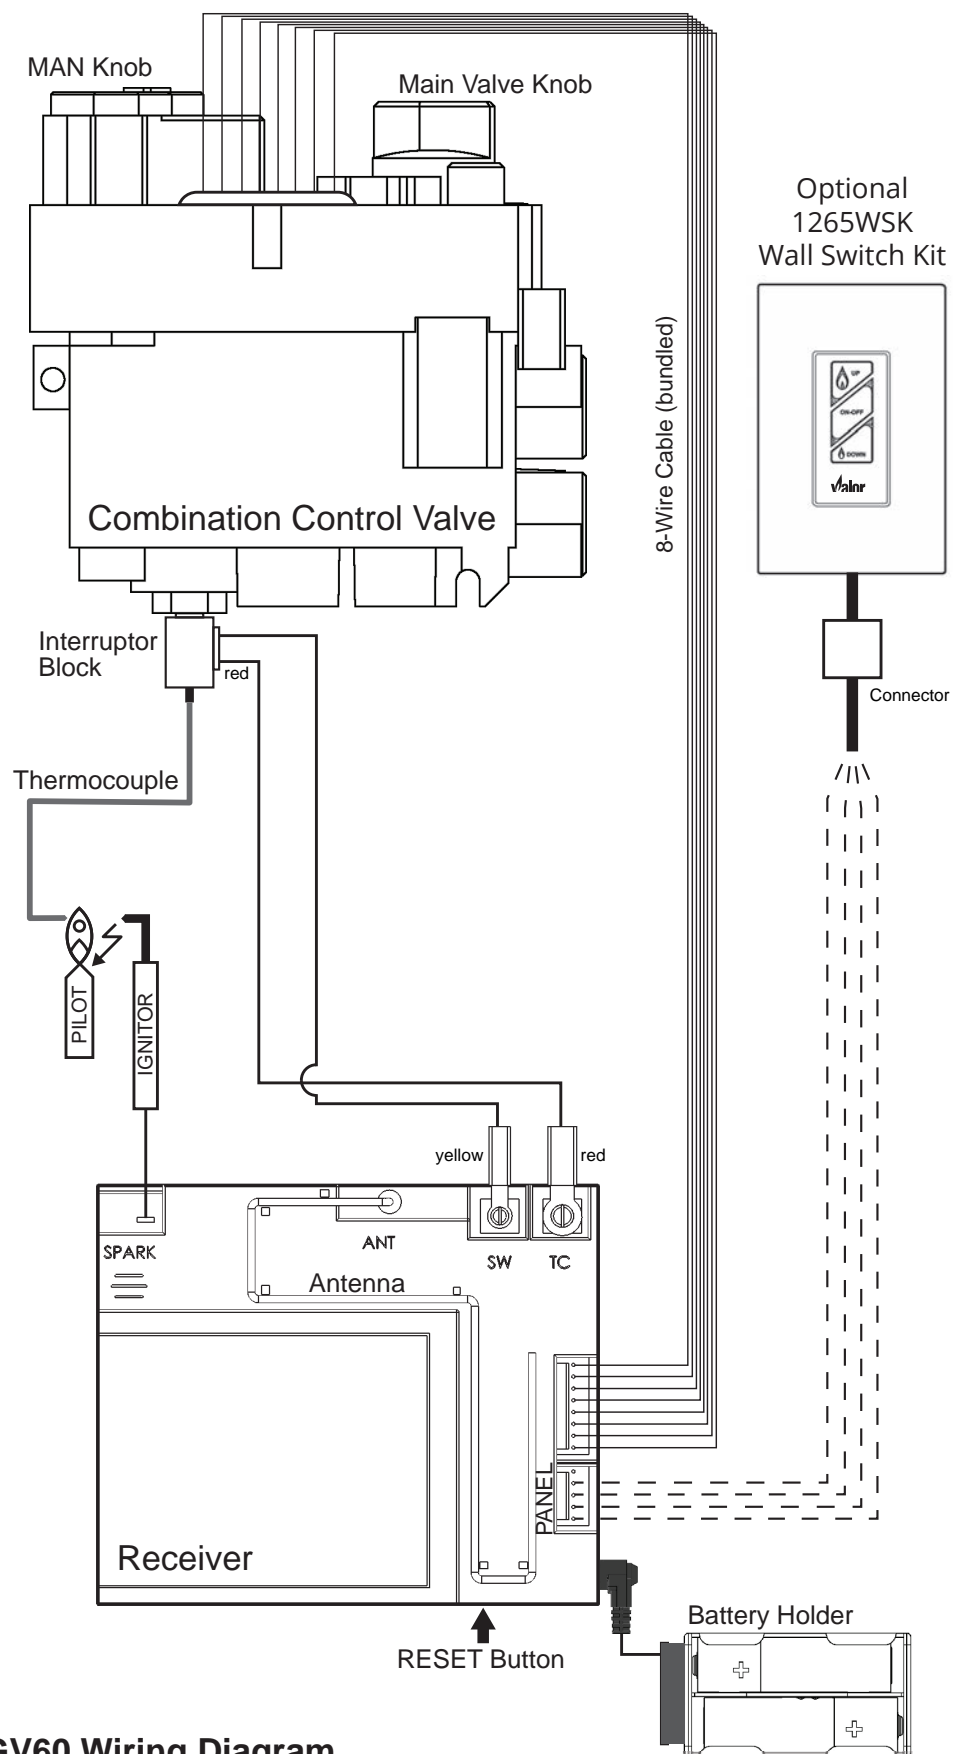 MAN Knob
Main Valve Knob
Optional
1265WSK
Wall Switch Kit
8-Wire Cable (bundled)
UP
ON-OFF
DOWN
Valor
Combination Control Valve
Interruptor
Block
red
Connector
Thermocouple
PILOT
IGNITOR
yellow
red
SPARK
ANT
SW
TC
Antenna
PANEL
Receiver
RESET Button
Battery Holder
+
+
GV60 Wiring Diagram